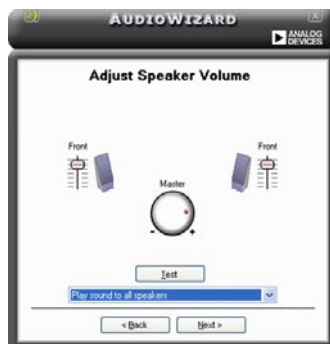 AUDIOWIZARD
ANALOG
DEVICES
Adjust Speaker Volume
Front
Front
Master
- +
Test
Play sound to all speakers
< Back Next >